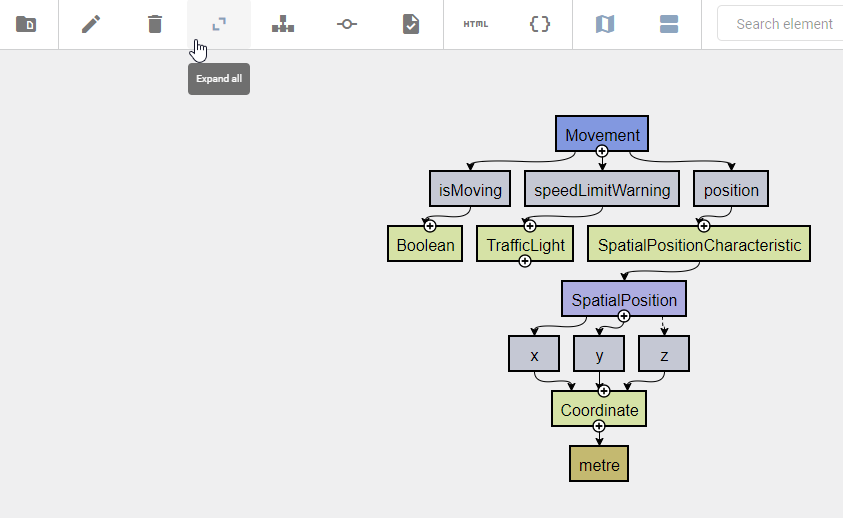 HTML
{ }
Search element
Expand all
Movement
isMoving
speedLimitWarning
position
Boolean
TrafficLight
SpatialPositionCharacteristic
SpatialPosition
x
y
z
Coordinate
metre